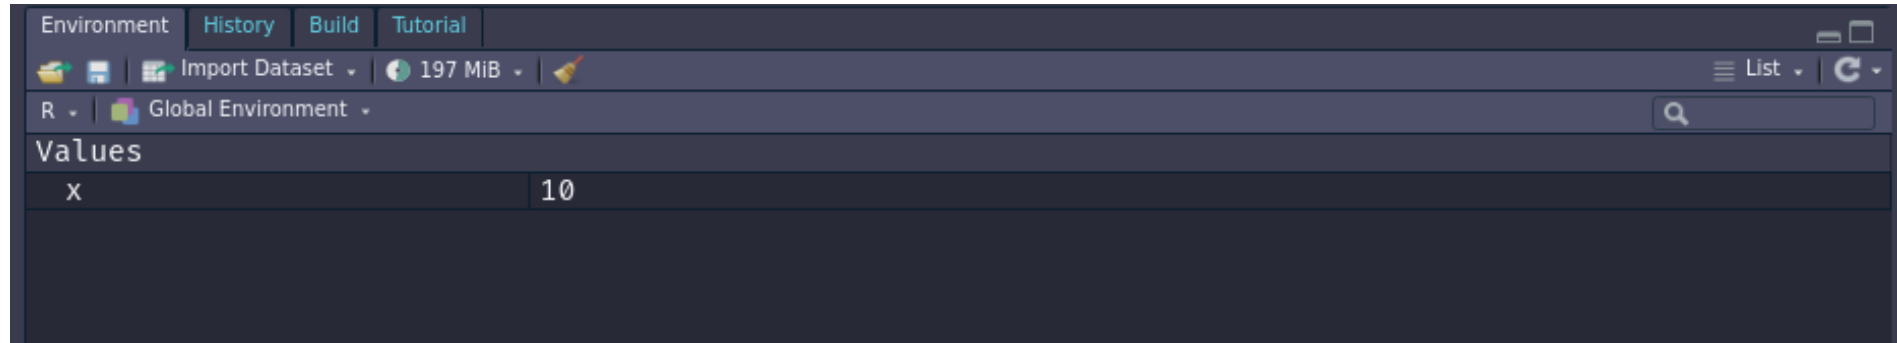 Environment History Build Tutorial
Import Dataset 197 MiB List
R Global Environment
Values
x 10